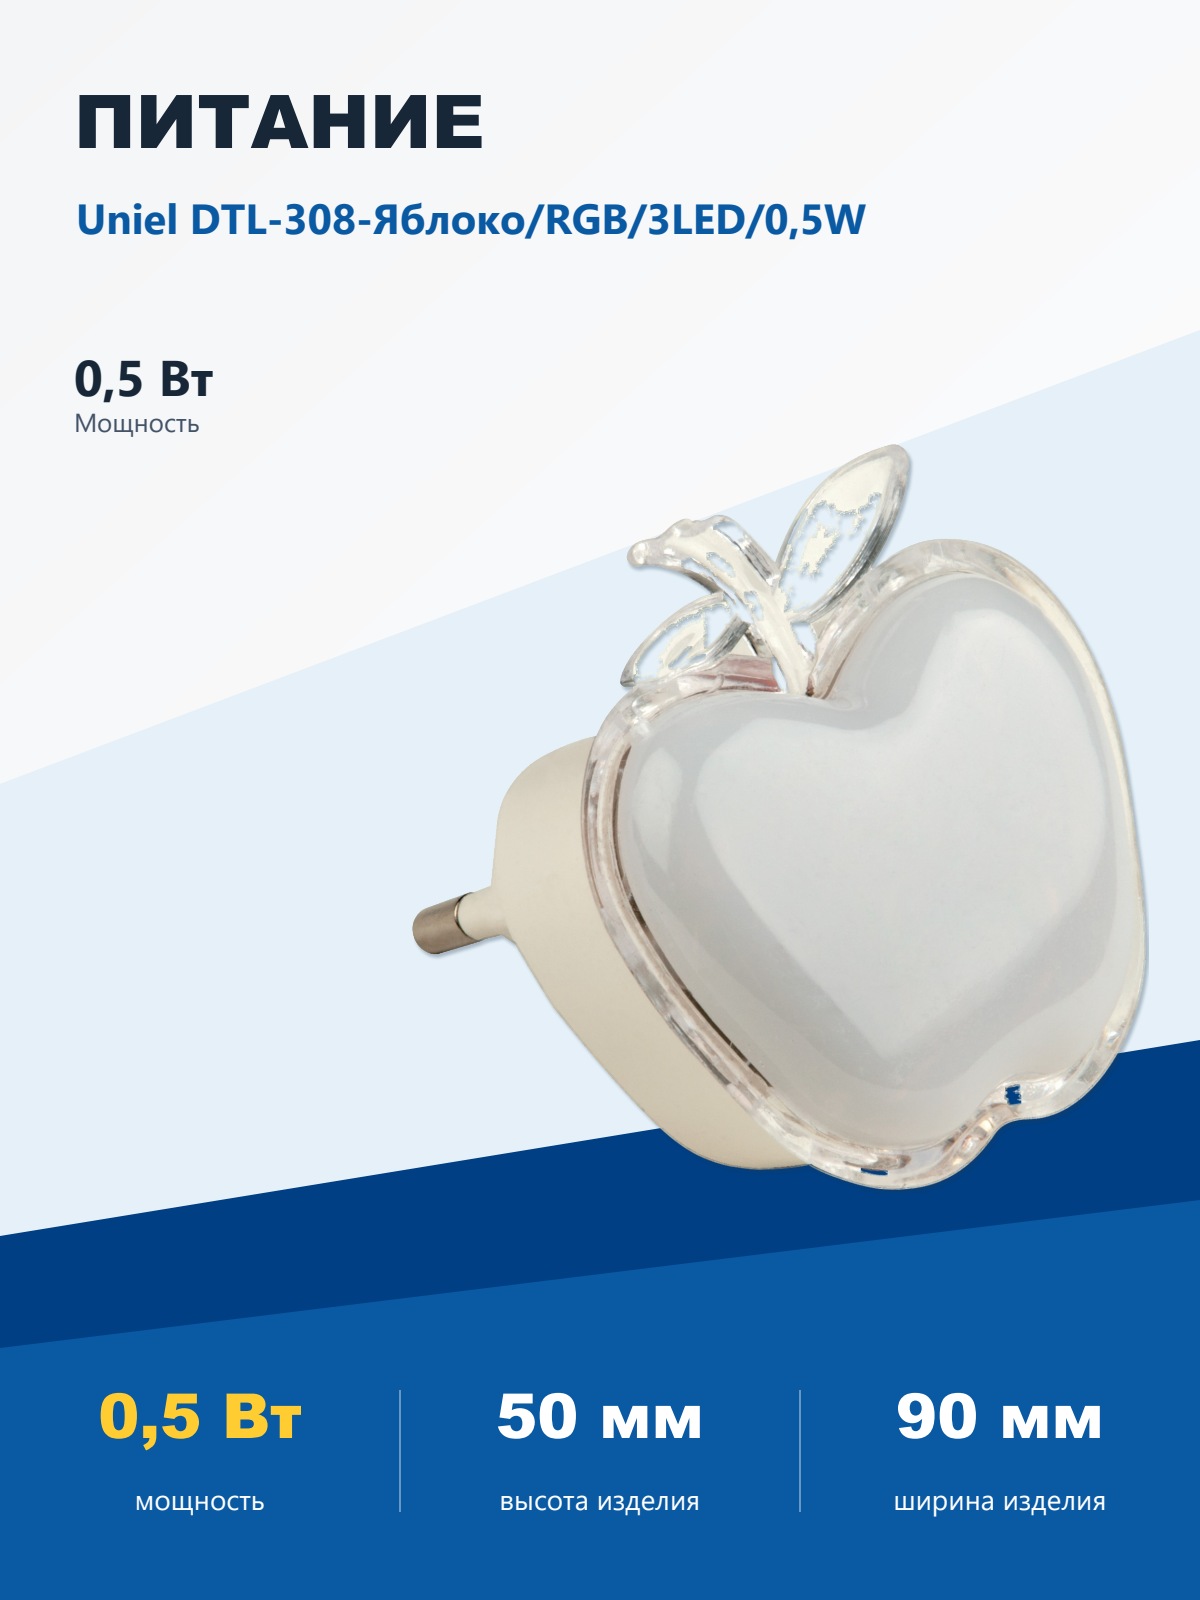 ПИТАНИЕ
Uniel DTL-308-Яблоко/RGB/3LED/0,5W
0,5 Вт
Мощность
0,5 Вт
мощность
50 мм
высота изделия
90 мм
ширина изделия